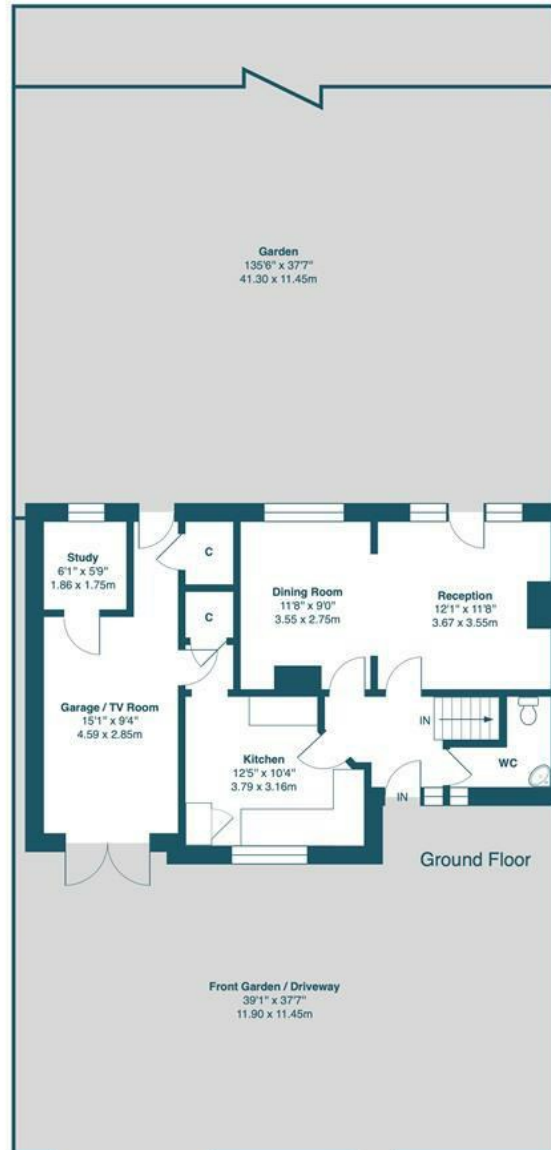 Garden
135'6" x 37'7"
41.30 x 11.45m
Study
6'1" x 5'9"
1.86 x 1.75m
C
Dining Room
11'8" x 9'0"
3.55 x 2.75m
Reception
12'1" x 11'8"
3.67 x 3.55m
C
Garage / TV Room
15'1" x 9'4"
4.59 x 2.85m
IN
Kitchen
12'5" x 10'4"
3.79 x 3.16m
WC
IN
Ground Floor
Front Garden / Driveway
39'1" x 37'7"
11.90 x 11.45m